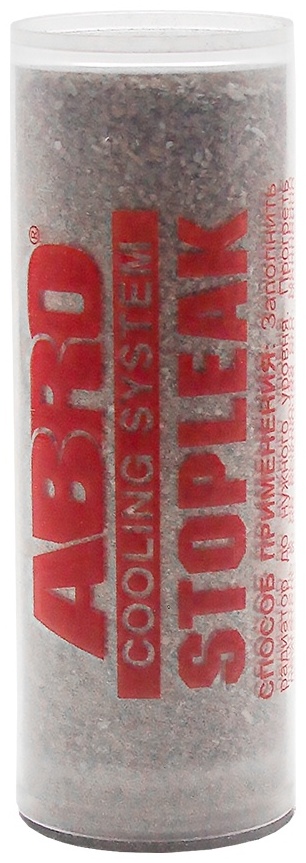 ABRO®
COOLING SYSTEM
STOPLEAK
СПОСОБ ПРИМЕНЕНИЯ: Заполнить
радиатор до нужного уровня. Прогреть